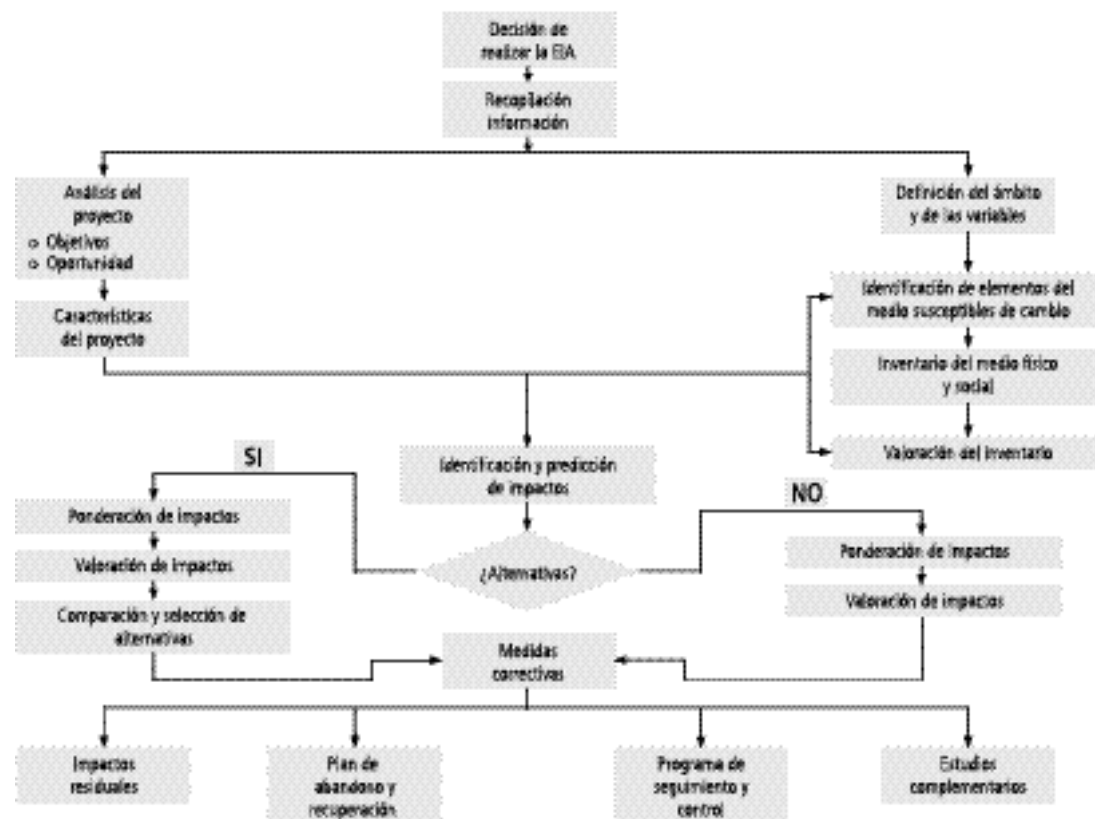 Decisión de
realizar la EIA
Recopilación
información
Análisis del
proyecto
o Objetivos
o Oportunidad
Definición del ámbito
y de las variables
Características
del proyecto
Identificación de elementos del
medio susceptibles de cambio
Inventario del medio físico
y social
Valoración del inventario
Identificación y predicción
de impactos
SI
NO
¿Alternativas?
Ponderación de impactos
Valoración de impactos
Comparación y selección de
alternativas
Ponderación de impactos
Valoración de impactos
Medidas
correctivas
Impactos
residuales
Plan de
abandono y
recuperación
Programa de
seguimiento y
control
Estudios
complementarios